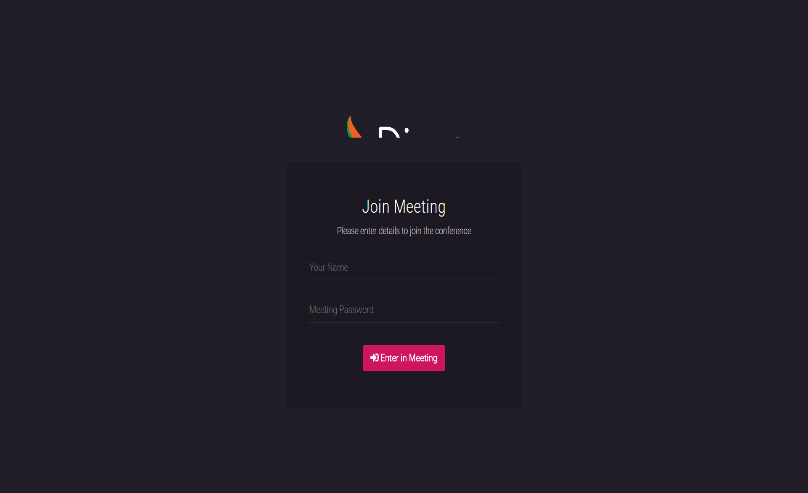 Join Meeting
Please enter details to join the conference
Your Name
Meeting Password
Enter in Meeting